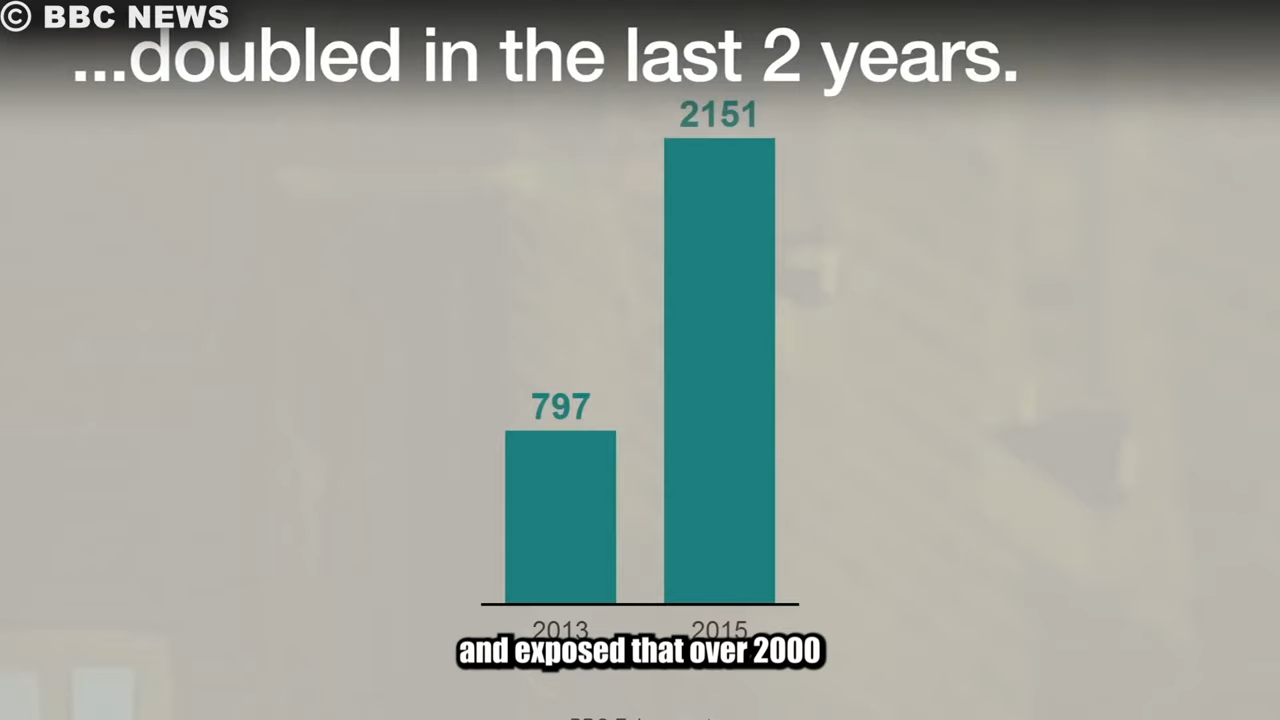 © BBC NEWS
...doubled in the last 2 years.
2151
797
2013 2015
and exposed that over 2000